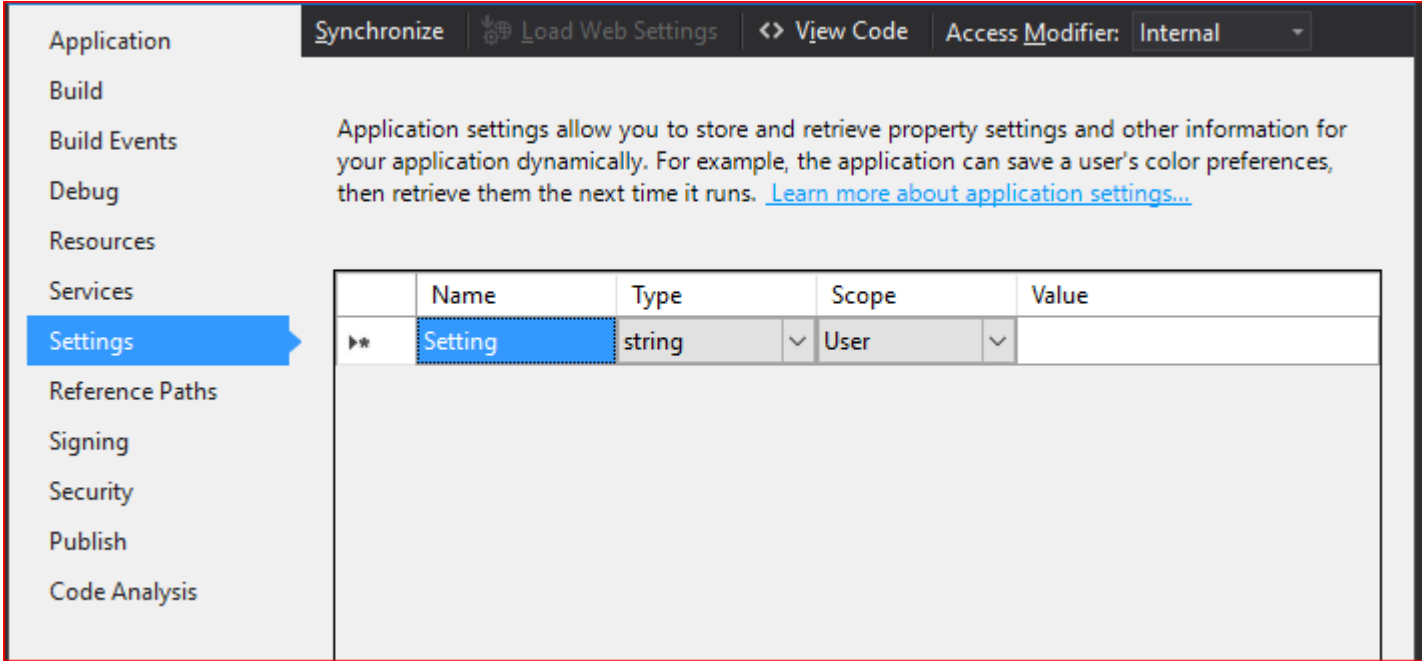 Application
Build
Build Events
Debug
Resources
Services
Settings
Reference Paths
Signing
Security
Publish
Code Analysis
Synchronize Load Web Settings <> View Code Access Modifier: Internal
Application settings allow you to store and retrieve property settings and other information for
your application dynamically. For example, the application can save a user's color preferences,
then retrieve them the next time it runs. Learn more about application settings...
Name Type Scope Value
Setting string User